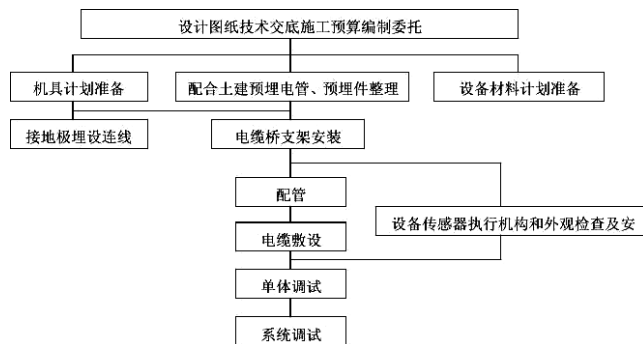 设计图纸技术交底施工预算编制委托
机具计划准备
配合土建预埋电管、预埋件整理
设备材料计划准备
接地极埋设连线
电缆桥支架安装
配管
设备传感器执行机构和外观检查及安
电缆敷设
单体调试
系统调试